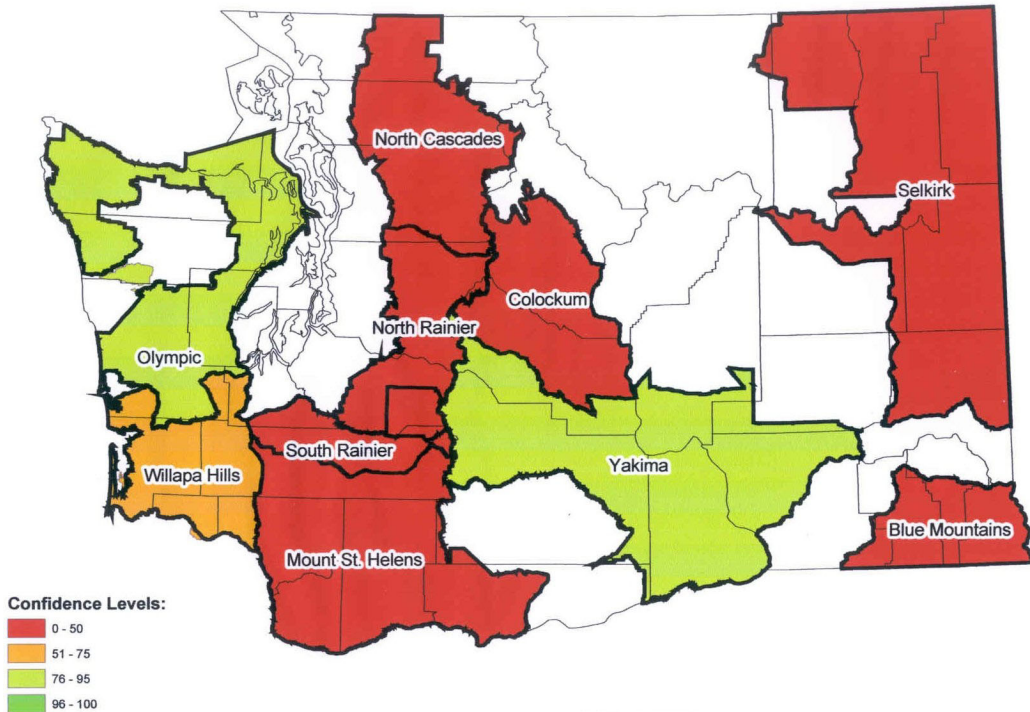 North Cascades
Selkirk
Colockum
North Rainier
Olympic
South Rainier
Yakima
Willapa Hills
Blue Mountains
Mount St. Helens
Confidence Levels:
0 - 50
51 - 75
76 - 95
96 - 100